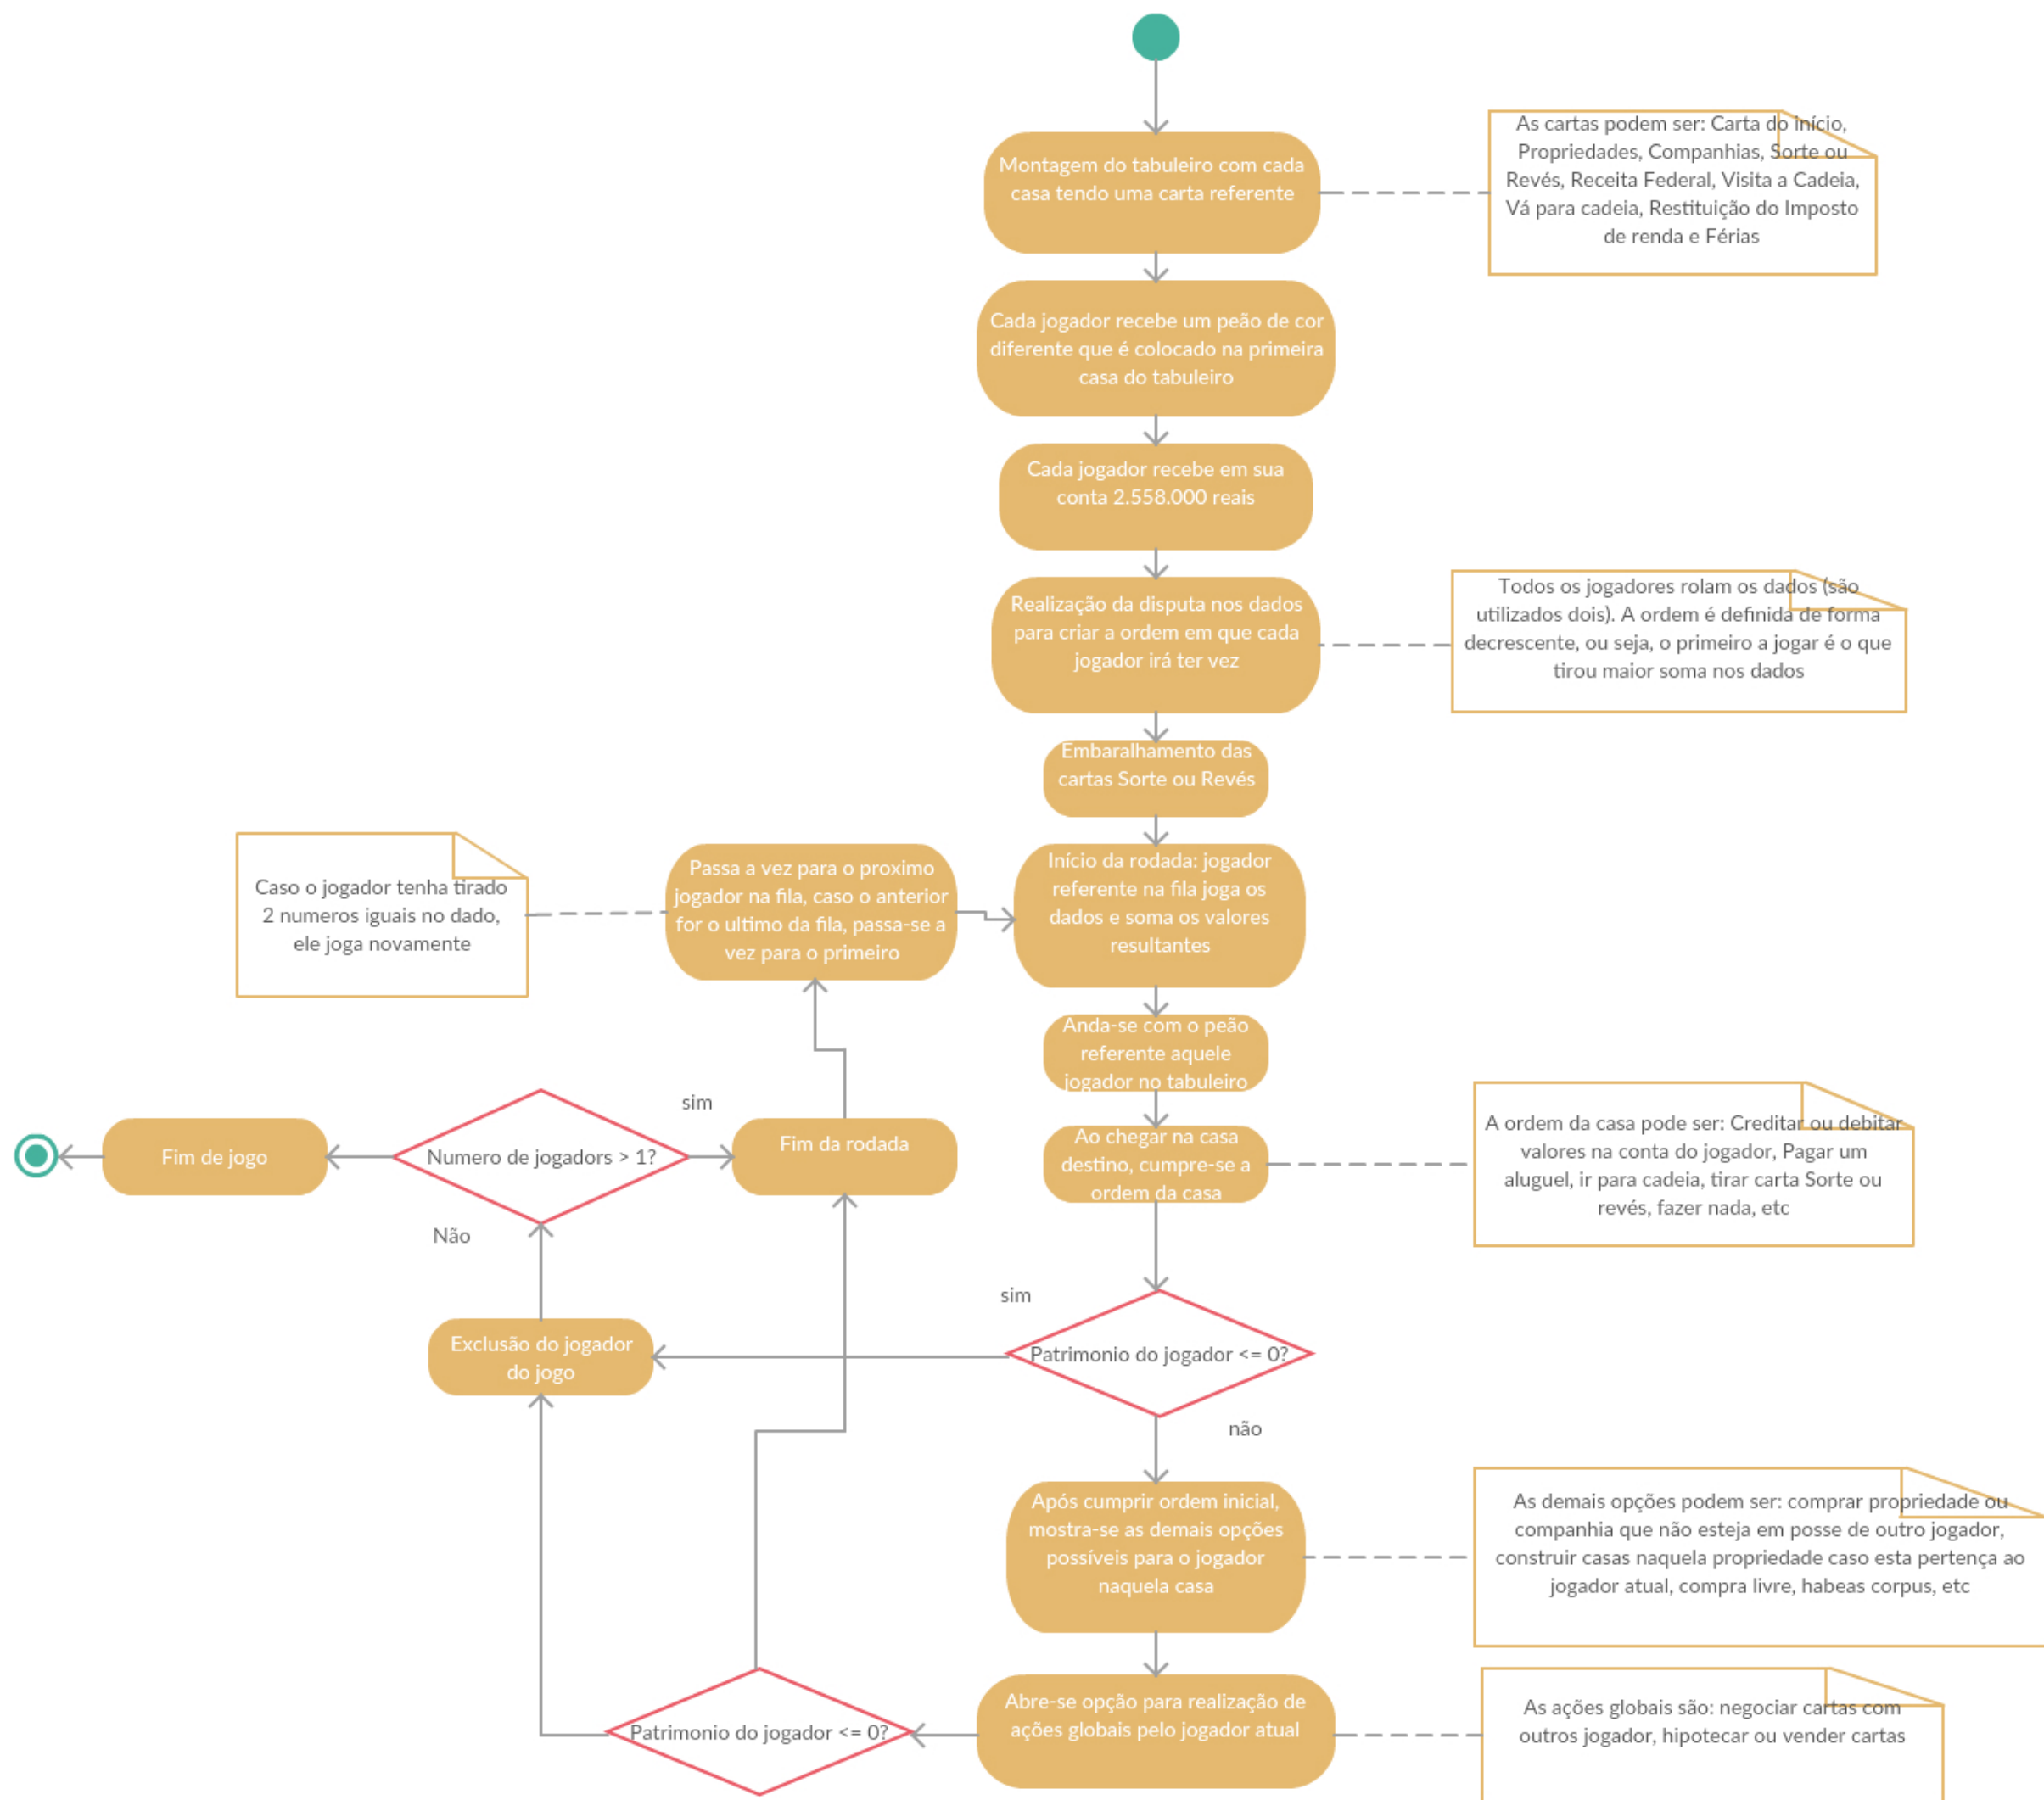 As cartas podem ser: Carta do início,
Propriedades, Companhias, Sorte ou
Revés, Receita Federal, Visita a Cadeia,
Vá para cadeia, Restituição do Imposto
de renda e Férias
Montagem do tabuleiro com cada
casa tendo uma carta referente
Cada jogador recebe um peão de cor
diferente que é colocado na primeira
casa do tabuleiro
Cada jogador recebe em sua
conta 2.558.000 reais
Realização da disputa nos dados
para criar a ordem em que cada
jogador irá ter vez
Todos os jogadores rolam os dados (são
utilizados dois). A ordem é definida de forma
decrescente, ou seja, o primeiro a jogar é o que
tirou maior soma nos dados
Embaralhamento das
cartas Sorte ou Revés
Caso o jogador tenha tirado
2 numeros iguais no dado,
ele joga novamente
Passa a vez para o proximo
jogador na fila, caso o anterior
for o ultimo da fila, passa-se a
vez para o primeiro
Início da rodada: jogador
referente na fila joga os
dados e soma os valores
resultantes
Anda-se com o peão
referente aquele
jogador no tabuleiro
Fim de jogo
Numero de jogadors > 1?
sim
Não
Fim da rodada
Ao chegar na casa
destino, cumpre-se a
ordem da casa
A ordem da casa pode ser: Creditar ou debitar
valores na conta do jogador, Pagar um
aluguel, ir para cadeia, tirar carta Sorte ou
revés, fazer nada, etc
Exclusão do jogador
do jogo
sim
Patrimonio do jogador <= 0?
não
Após cumprir ordem inicial,
mostra-se as demais opções
possíveis para o jogador
naquela casa
As demais opções podem ser: comprar propriedade ou
companhia que não esteja em posse de outro jogador,
construir casas naquela propriedade caso esta pertença ao
jogador atual, compra livre, habeas corpus, etc
Patrimonio do jogador <= 0?
Abre-se opção para realização de
ações globais pelo jogador atual
As ações globais são: negociar cartas com
outros jogador, hipotecar ou vender cartas